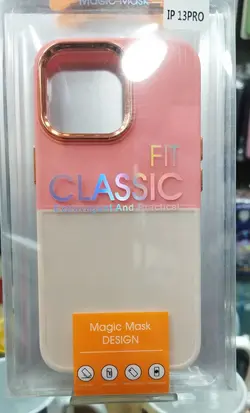 Magic Mask
IP 13PRO
FIT
CLASSIC
And Practical
Magic Mask
DESIGN